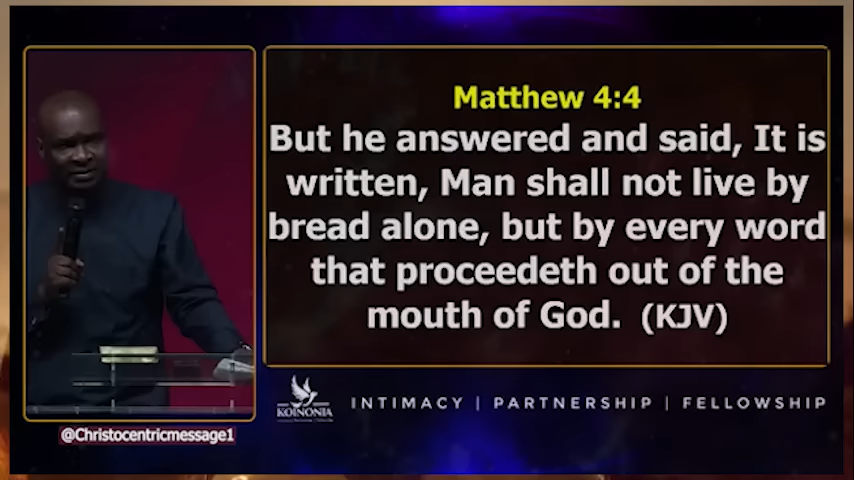 Matthew 4:4
But he answered and said, It is
written, Man shall not live by
bread alone, but by every word
that proceedeth out of the
mouth of God. (KJV)
KOINONIA
INTIMACY | PARTNERSHIP | FELLOWSHIP
@Christocentricmessage1